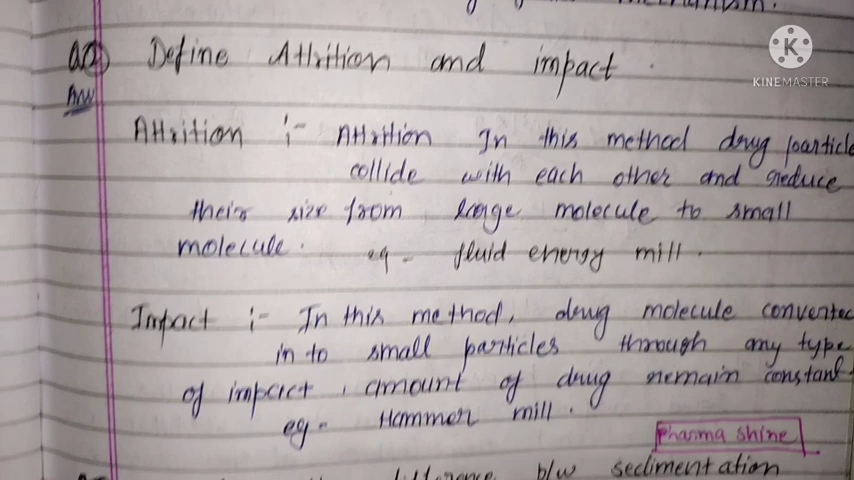 mechanism.
Q2) Define Attrition and impact.
KINEMASTER
Ans
Attrition :- Attrition In this method drug particle
collide with each other and reduce
their size from large molecule to small
molecule. eg - fluid energy mill.
Impact :- In this method, drug molecule converted
in to small particles through any type
of impact, amount of drug remain constant
eg - Hammer mill.
Pharma shine
difference b/w sedimentation